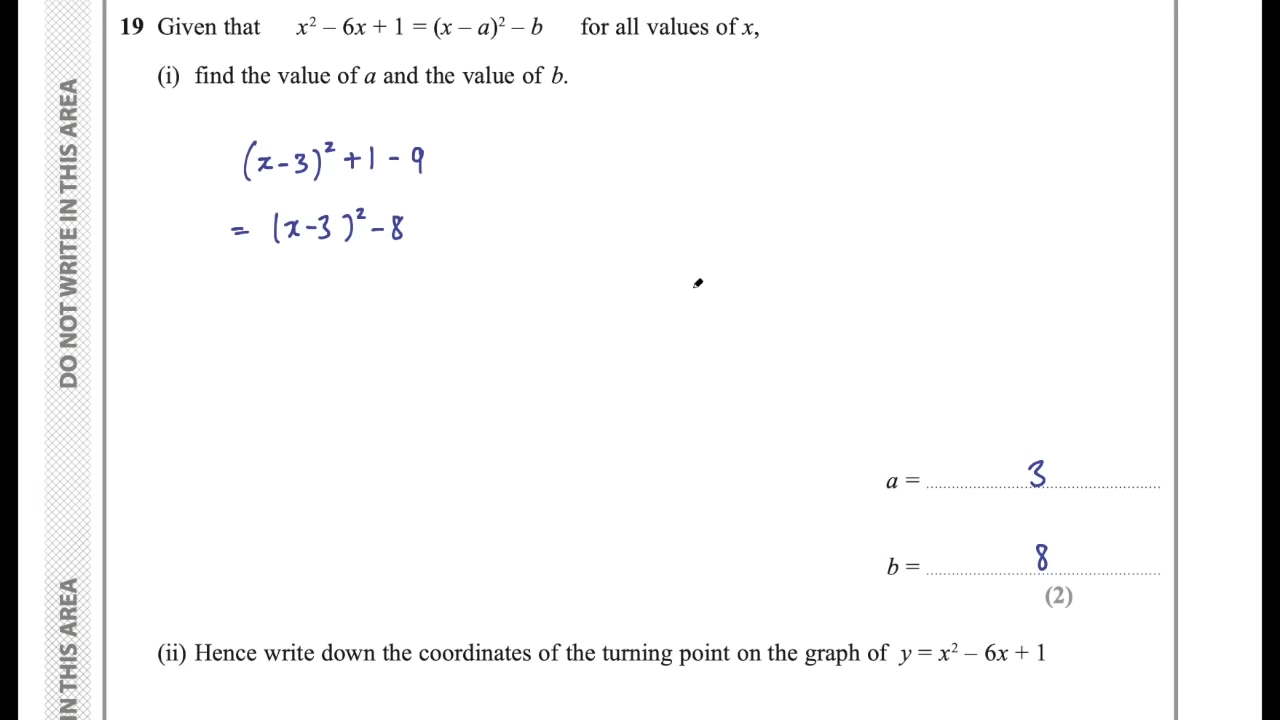 19 Given that x² – 6x + 1 = (x – a)² – b for all values of x,
(i) find the value of a and the value of b.
(x-3)² +1 - 9
= (x-3)² - 8
a = 3
b = 8
(2)
(ii) Hence write down the coordinates of the turning point on the graph of y = x² – 6x + 1
DO NOT WRITE IN THIS AREA
IN THIS AREA